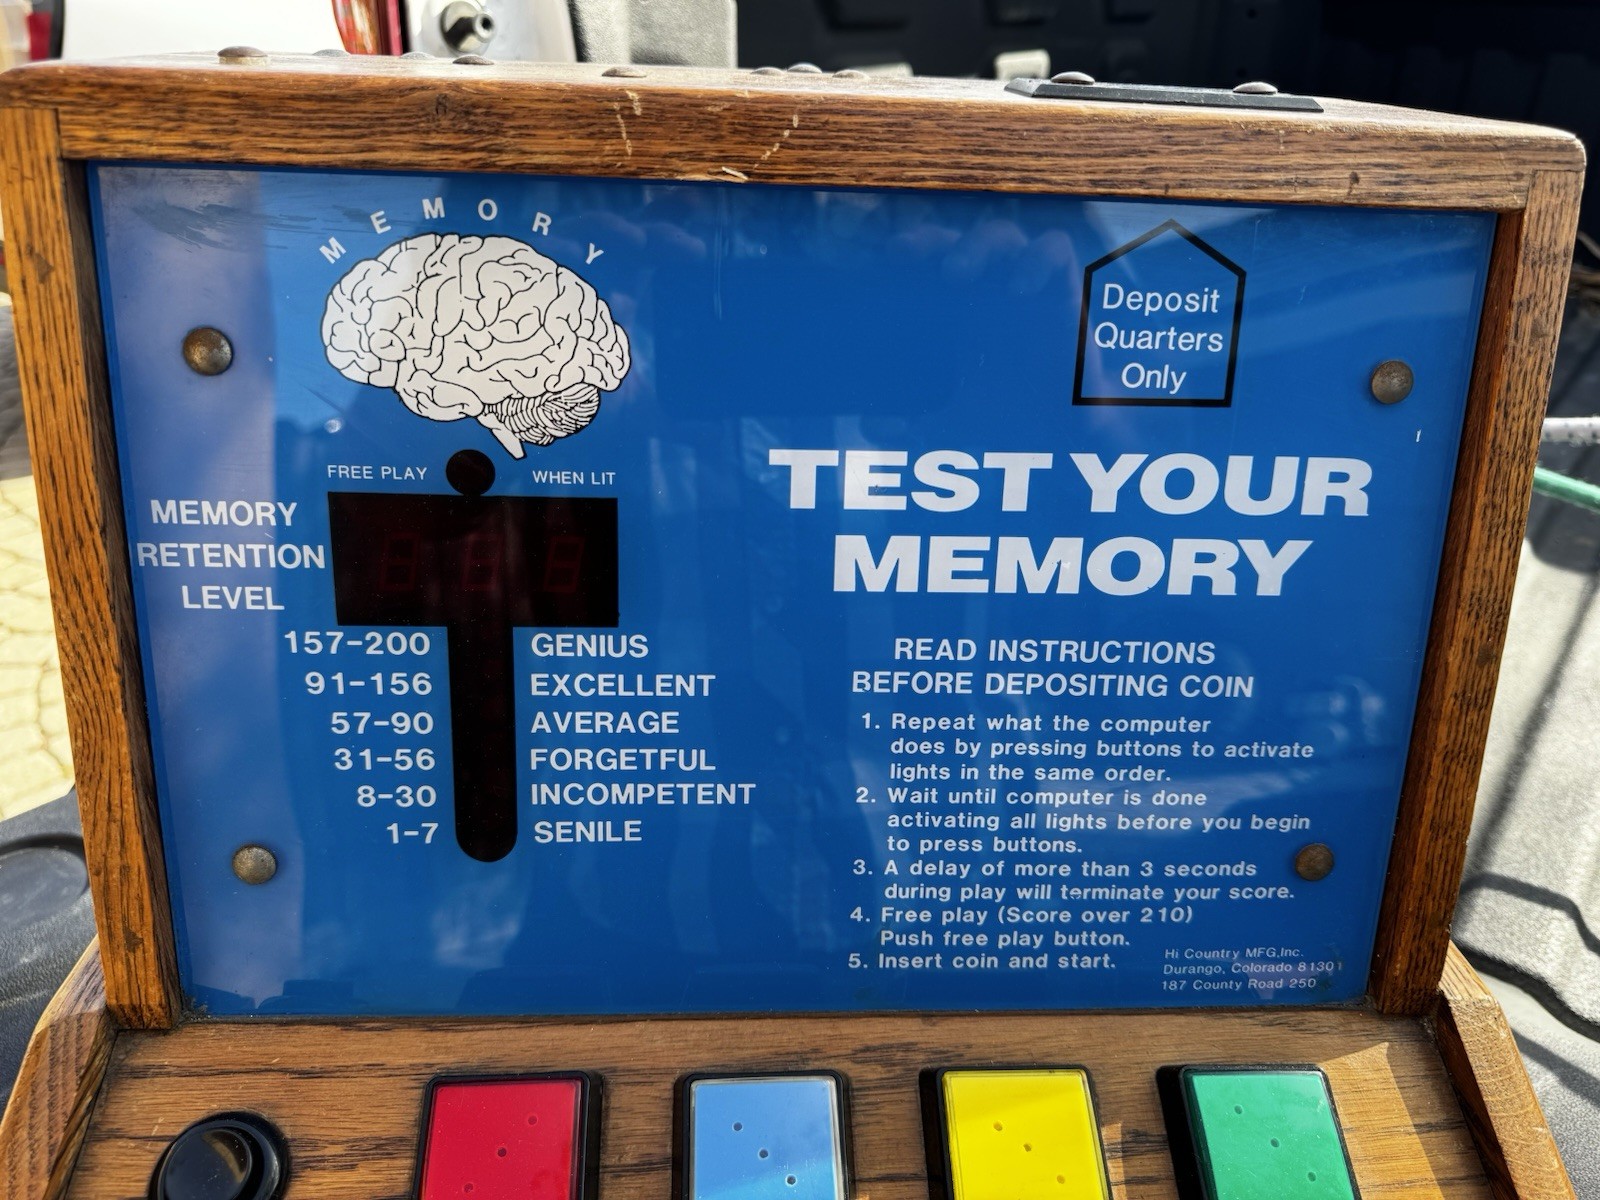 MEMORY
Deposit
Quarters
Only
FREE PLAY WHEN LIT
MEMORY
RETENTION
LEVEL
157-200 GENIUS
91-156 EXCELLENT
57-90 AVERAGE
31-56 FORGETFUL
8-30 INCOMPETENT
1-7 SENILE
TEST YOUR
MEMORY
READ INSTRUCTIONS
BEFORE DEPOSITING COIN
1. Repeat what the computer
does by pressing buttons to activate
lights in the same order.
2. Wait until computer is done
activating all lights before you begin
to press buttons.
3. A delay of more than 3 seconds
during play will terminate your score.
4. Free play (Score over 210)
Push free play button.
5. Insert coin and start.
Hi Country MFG,Inc.
Durango, Colorado 81301
187 County Road 250